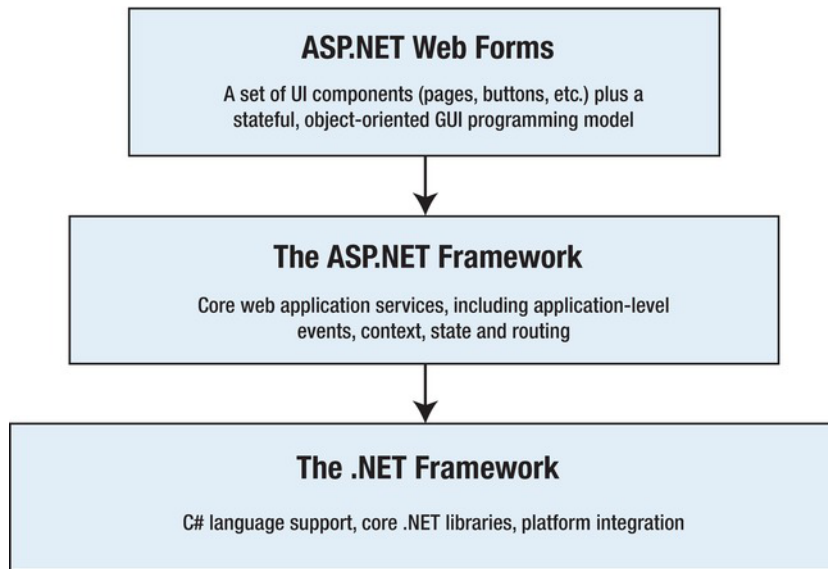 ASP.NET Web Forms
A set of UI components (pages, buttons, etc.) plus a
stateful, object-oriented GUI programming model
The ASP.NET Framework
Core web application services, including application-level
events, context, state and routing
The .NET Framework
C# language support, core .NET libraries, platform integration